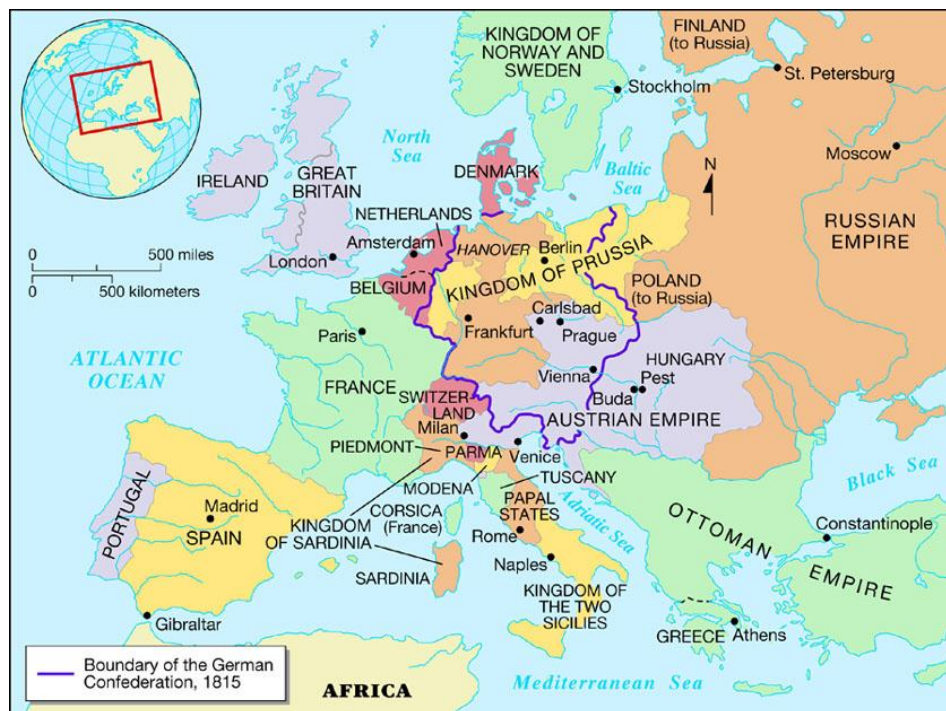 KINGDOM OF
NORWAY AND
SWEDEN
FINLAND
(to Russia)
St. Petersburg
Stockholm
North
Sea
Moscow
DENMARK
Baltic
Sea
N
IRELAND
GREAT
BRITAIN
RUSSIAN
EMPIRE
NETHERLANDS
Amsterdam
HANOVER
Berlin
0 500 miles
0 500 kilometers
London
KINGDOM OF PRUSSIA
POLAND
(to Russia)
BELGIUM
Carlsbad
Frankfurt
Prague
Paris
ATLANTIC
OCEAN
HUNGARY
Vienna
Pest
Buda
FRANCE
SWITZER-
LAND
AUSTRIAN EMPIRE
Milan
PIEDMONT
PARMA
Venice
MODENA
TUSCANY
Black Sea
CORSICA
(France)
PAPAL
STATES
Adriatic Sea
PORTUGAL
Madrid
SPAIN
KINGDOM
OF SARDINIA
Rome
OTTOMAN
EMPIRE
Constantinople
SARDINIA
Naples
KINGDOM OF
THE TWO
SICILIES
Gibraltar
GREECE
Athens
Boundary of the German
Confederation, 1815
AFRICA
Mediterranean Sea